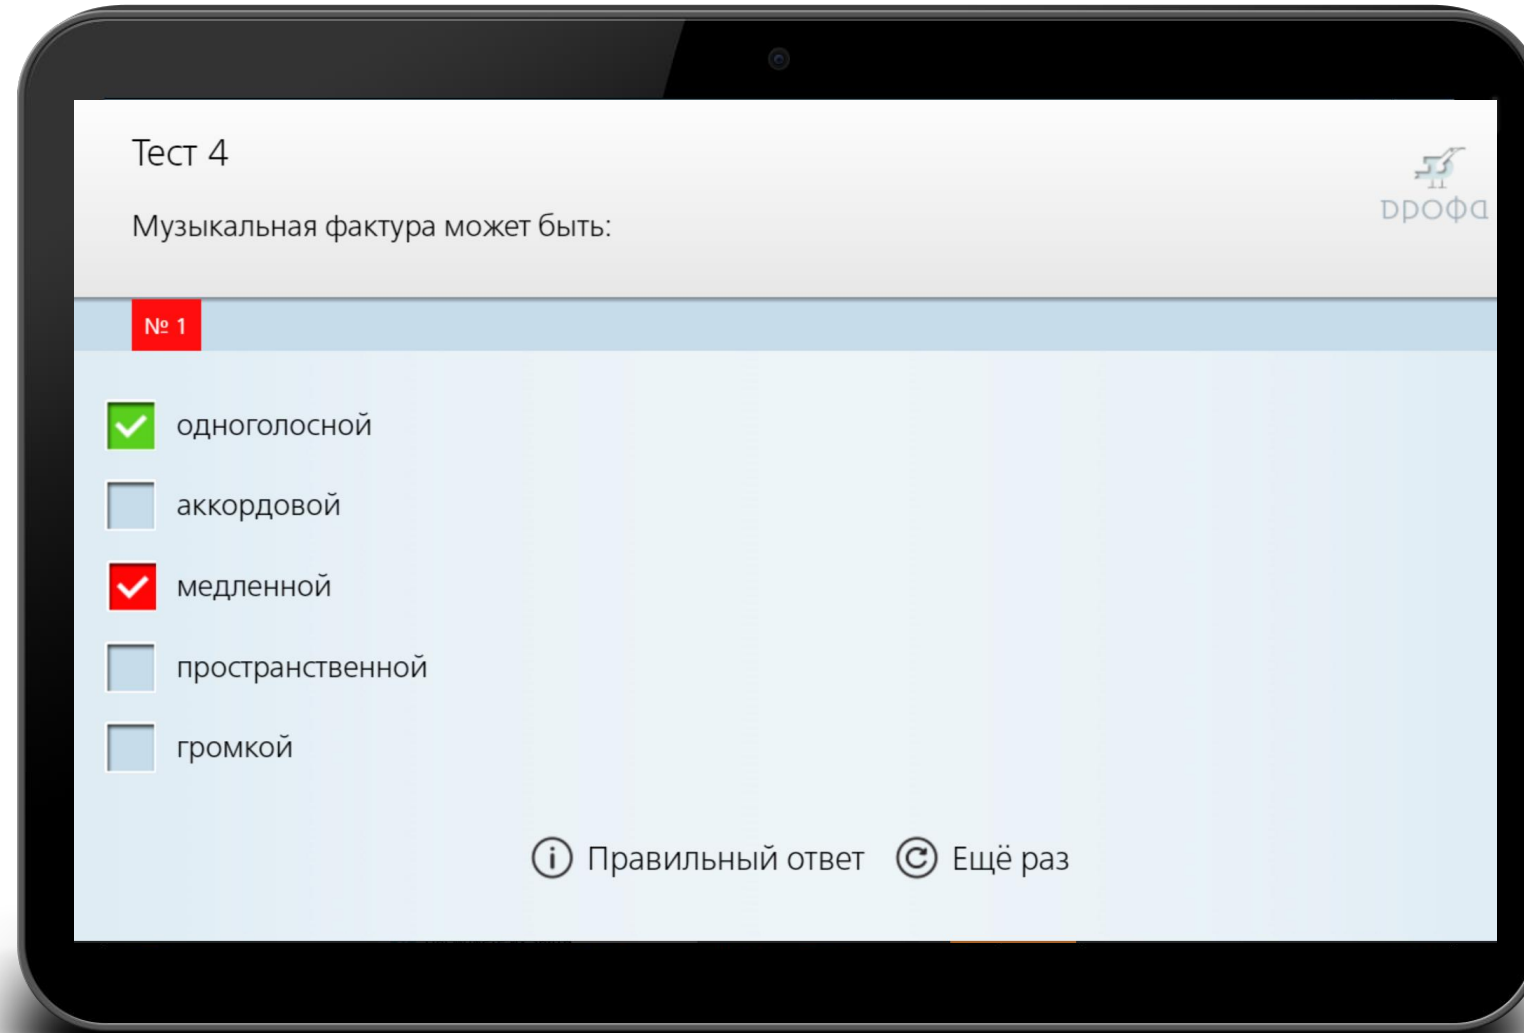 Тест 4
дрофа
Музыкальная фактура может быть:
№ 1
одноголосной
аккордовой
медленной
пространственной
громкой
Правильный ответ Ещё раз